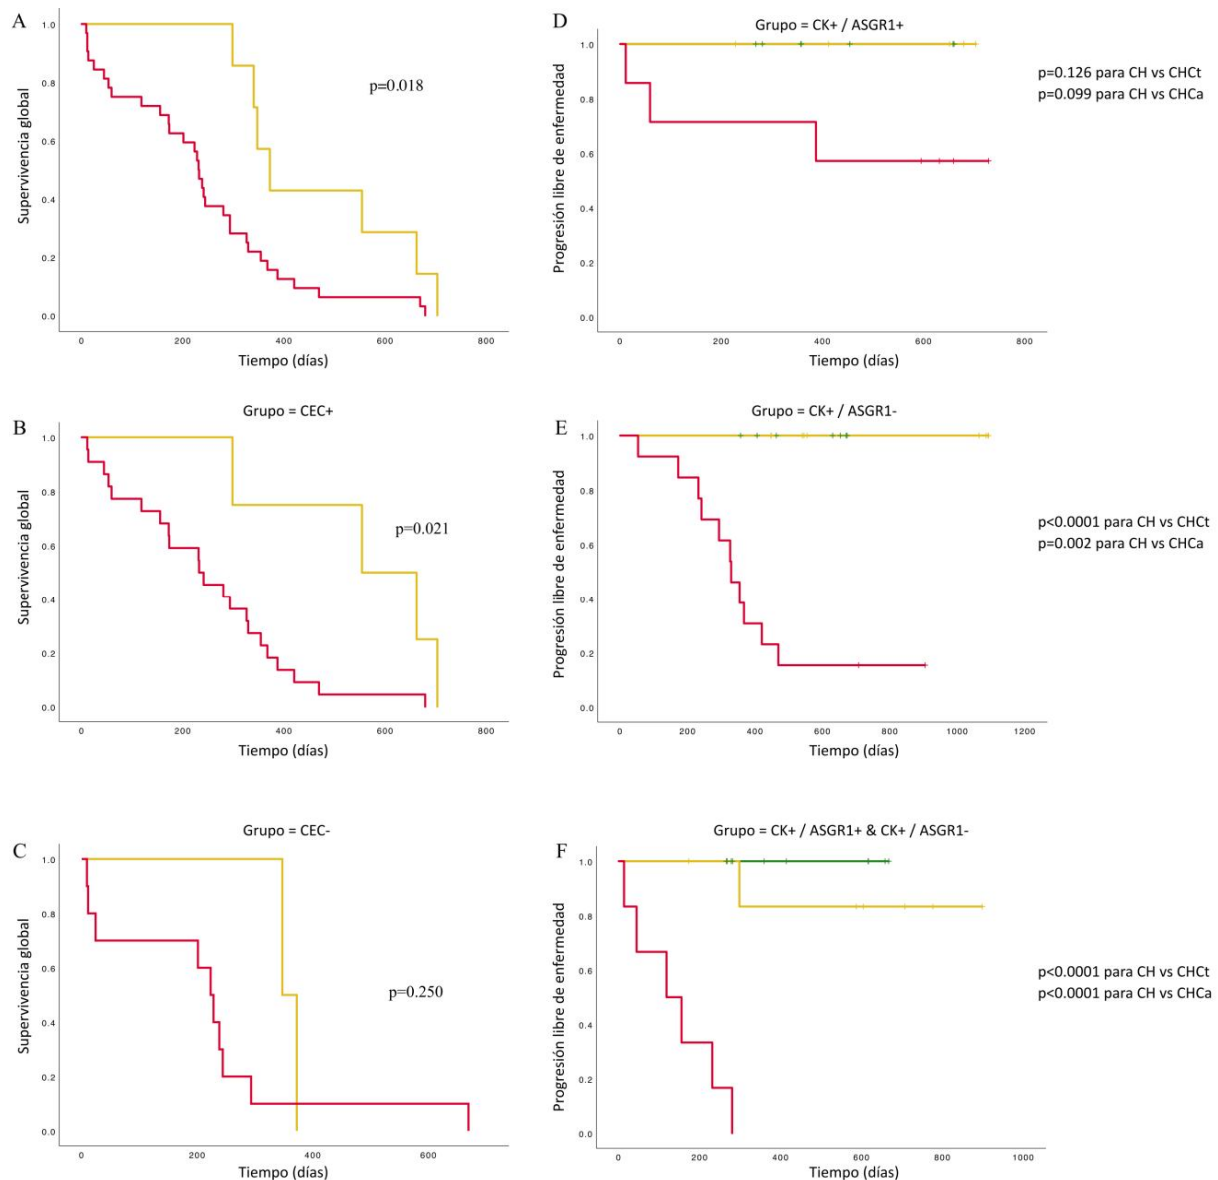 A
1.0
0.8
0.6
0.4
0.2
0.0
Supervivencia global
p=0.018
0 200 400 600 800
Tiempo (días)
D
Grupo = CK+ / ASGR1+
1.0
0.8
0.6
0.4
0.2
0.0
Progresión libre de enfermedad
p=0.126 para CH vs CHCt
p=0.099 para CH vs CHCa
0 200 400 600 800
Tiempo (días)
B
Grupo = CEC+
1.0
0.8
0.6
0.4
0.2
0.0
Supervivencia global
p=0.021
0 200 400 600 800
Tiempo (días)
E
Grupo = CK+ / ASGR1-
1.0
0.8
0.6
0.4
0.2
0.0
Progresión libre de enfermedad
p<0.0001 para CH vs CHCt
p=0.002 para CH vs CHCa
0 200 400 600 800 1000 1200
Tiempo (días)
C
Grupo = CEC-
1.0
0.8
0.6
0.4
0.2
0.0
Supervivencia global
p=0.250
0 200 400 600
Tiempo (días)
F
Grupo = CK+ / ASGR1+ & CK+ / ASGR1-
1.0
0.8
0.6
0.4
0.2
0.0
Progresión libre de enfermedad
p<0.0001 para CH vs CHCt
p<0.0001 para CH vs CHCa
0 200 400 600 800 1000
Tiempo (días)